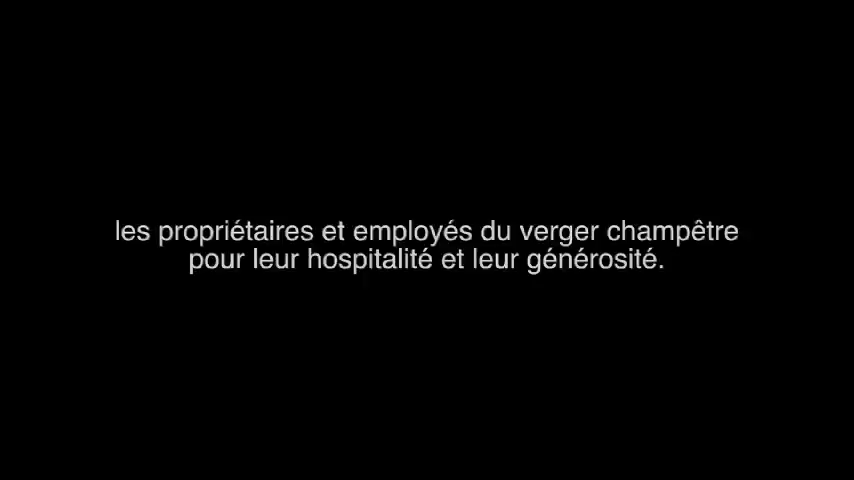 les propriétaires et employés du verger champêtre
pour leur hospitalité et leur générosité.